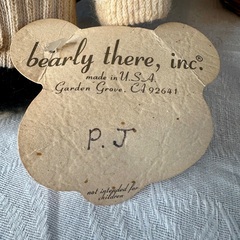 bearly there, inc.®
made in U.S.A.
Garden Grove, CA 92641
P.J
not intended for
children